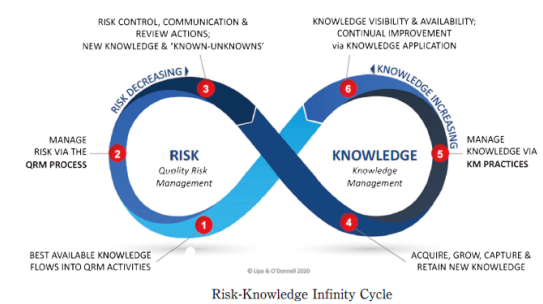 RISK CONTROL, COMMUNICATION &
REVIEW ACTIONS;
NEW KNOWLEDGE & 'KNOWN-UNKNOWNS'
KNOWLEDGE VISIBILITY & AVAILABILITY;
CONTINUAL IMPROVEMENT
via KNOWLEDGE APPLICATION
RISK DECREASING
3
6
KNOWLEDGE INCREASING
MANAGE
RISK VIA THE
QRM PROCESS
2
RISK
Quality Risk
Management
KNOWLEDGE
Knowledge
Management
5
MANAGE
KNOWLEDGE VIA
KM PRACTICES
1
4
BEST AVAILABLE KNOWLEDGE
FLOWS INTO QRM ACTIVITIES
© Lipa & O'Donnell 2020
ACQUIRE, GROW, CAPTURE &
RETAIN NEW KNOWLEDGE
Risk-Knowledge Infinity Cycle